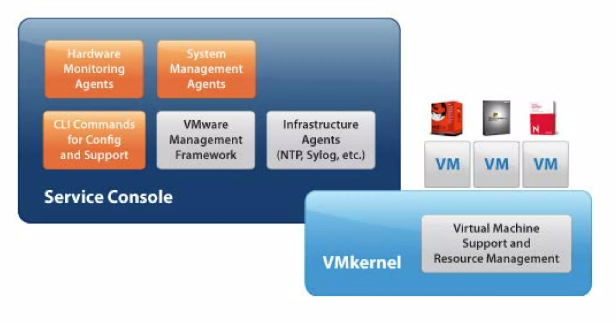 Hardware
Monitoring
Agents
System
Management
Agents
CLI Commands
for Config
and Support
VMware
Management
Framework
Infrastructure
Agents
(NTP, Sylog, etc.)
Service Console
N
VM
VM
VM
Virtual Machine
Support and
Resource Management
VMkernel